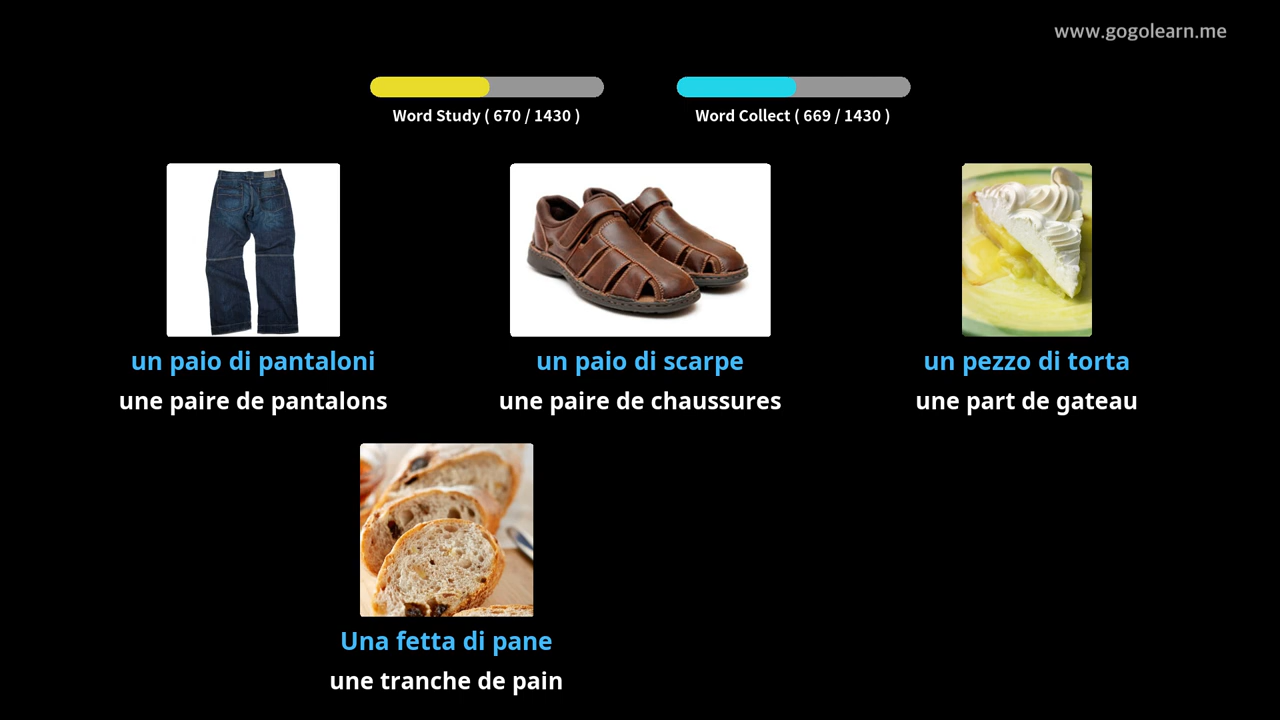 www.gogolearn.me
Word Study ( 670 / 1430 )
Word Collect ( 669 / 1430 )
un paio di pantaloni
une paire de pantalons
un paio di scarpe
une paire de chaussures
un pezzo di torta
une part de gateau
Una fetta di pane
une tranche de pain